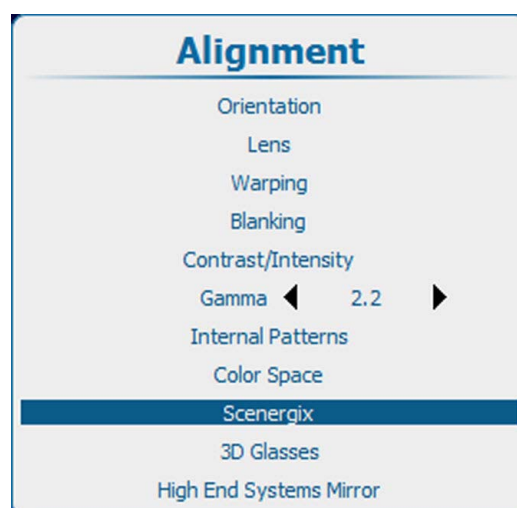 Alignment
Orientation
Lens
Warping
Blanking
Contrast/Intensity
Gamma 2.2
Internal Patterns
Color Space
Scenergix
3D Glasses
High End Systems Mirror